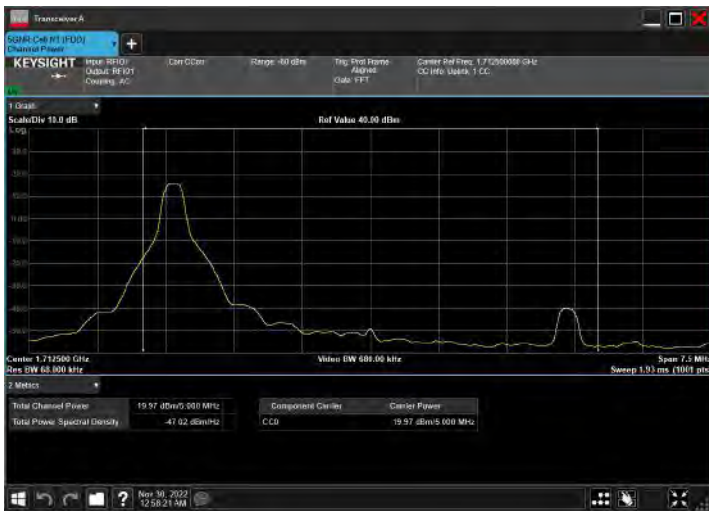 Transceiver A
5GNR Cell N1 (FDD)
Channel Power
KEYSIGHT
Input: RFIO1
Output: RFIO1
Coupling: AC
Corr CCorr
Range: -60 dBm
Trig: Prot Frame
Aligned
Gate: FFT
Carrier Ref Freq: 1.712500000 GHz
CC Info: Uplink, 1 CC
1 Graph
Scale/Div 10.0 dB
Ref Value 40.00 dBm
Log
Center 1.712500 GHz
Video BW 680.00 kHz
Span 7.5 MHz
Res BW 68.000 kHz
Sweep 1.93 ms (1001 pts
2 Metrics
Total Channel Power
19.97 dBm/5.000 MHz
Total Power Spectral Density
-47.02 dBm/Hz
Component Carrier
Carrier Power
CC0
19.97 dBm/5.000 MHz
?
Nov 30, 2022
12:58:21 AM